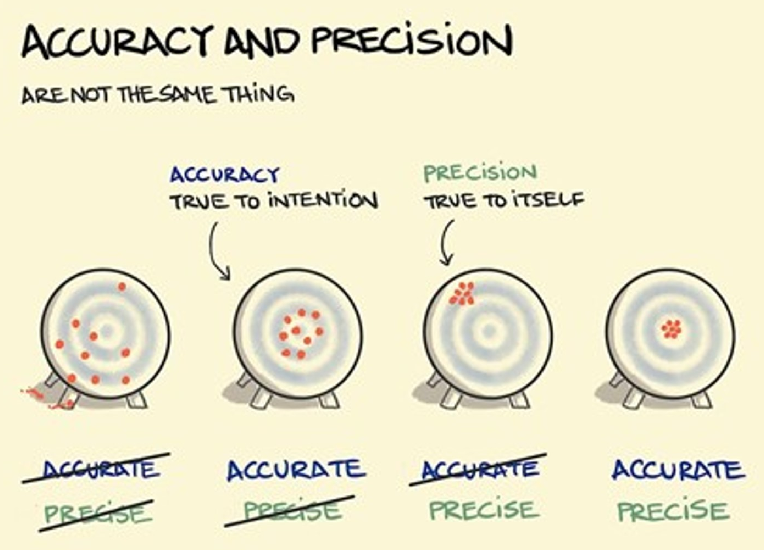 ACCURACY AND PRECISION
ARE NOT THE SAME THING
ACCURACY
TRUE TO INTENTION
PRECISION
TRUE TO ITSELF
ACCURATE
PRECISE
ACCURATE
PRECISE
ACCURATE
PRECISE
ACCURATE
PRECISE